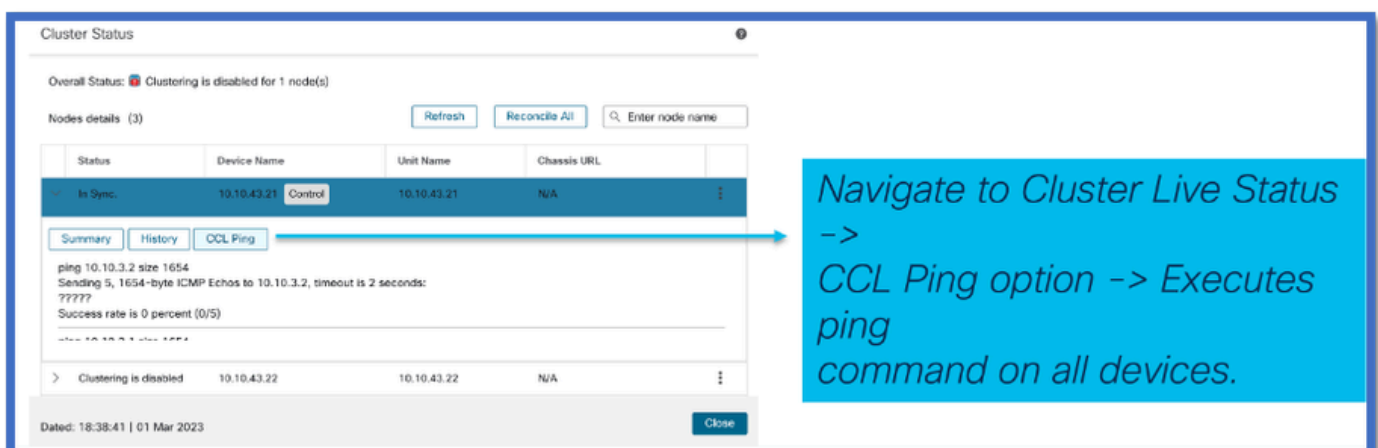 Cluster Status
Overall Status: Clustering is disabled for 1 node(s)
Nodes details (3)
Refresh
Reconcile All
Enter node name
Status Device Name Unit Name Chassis URL
In Sync. 10.10.43.21 Control 10.10.43.21 N/A
Summary History CCL Ping
ping 10.10.3.2 size 1654
Sending 5, 1654-byte ICMP Echos to 10.10.3.2, timeout is 2 seconds:
?????
Success rate is 0 percent (0/5)
Clustering is disabled 10.10.43.22 10.10.43.22 N/A
Dated: 18:38:41 | 01 Mar 2023
Close
Navigate to Cluster Live Status
->
CCL Ping option -> Executes
ping
command on all devices.